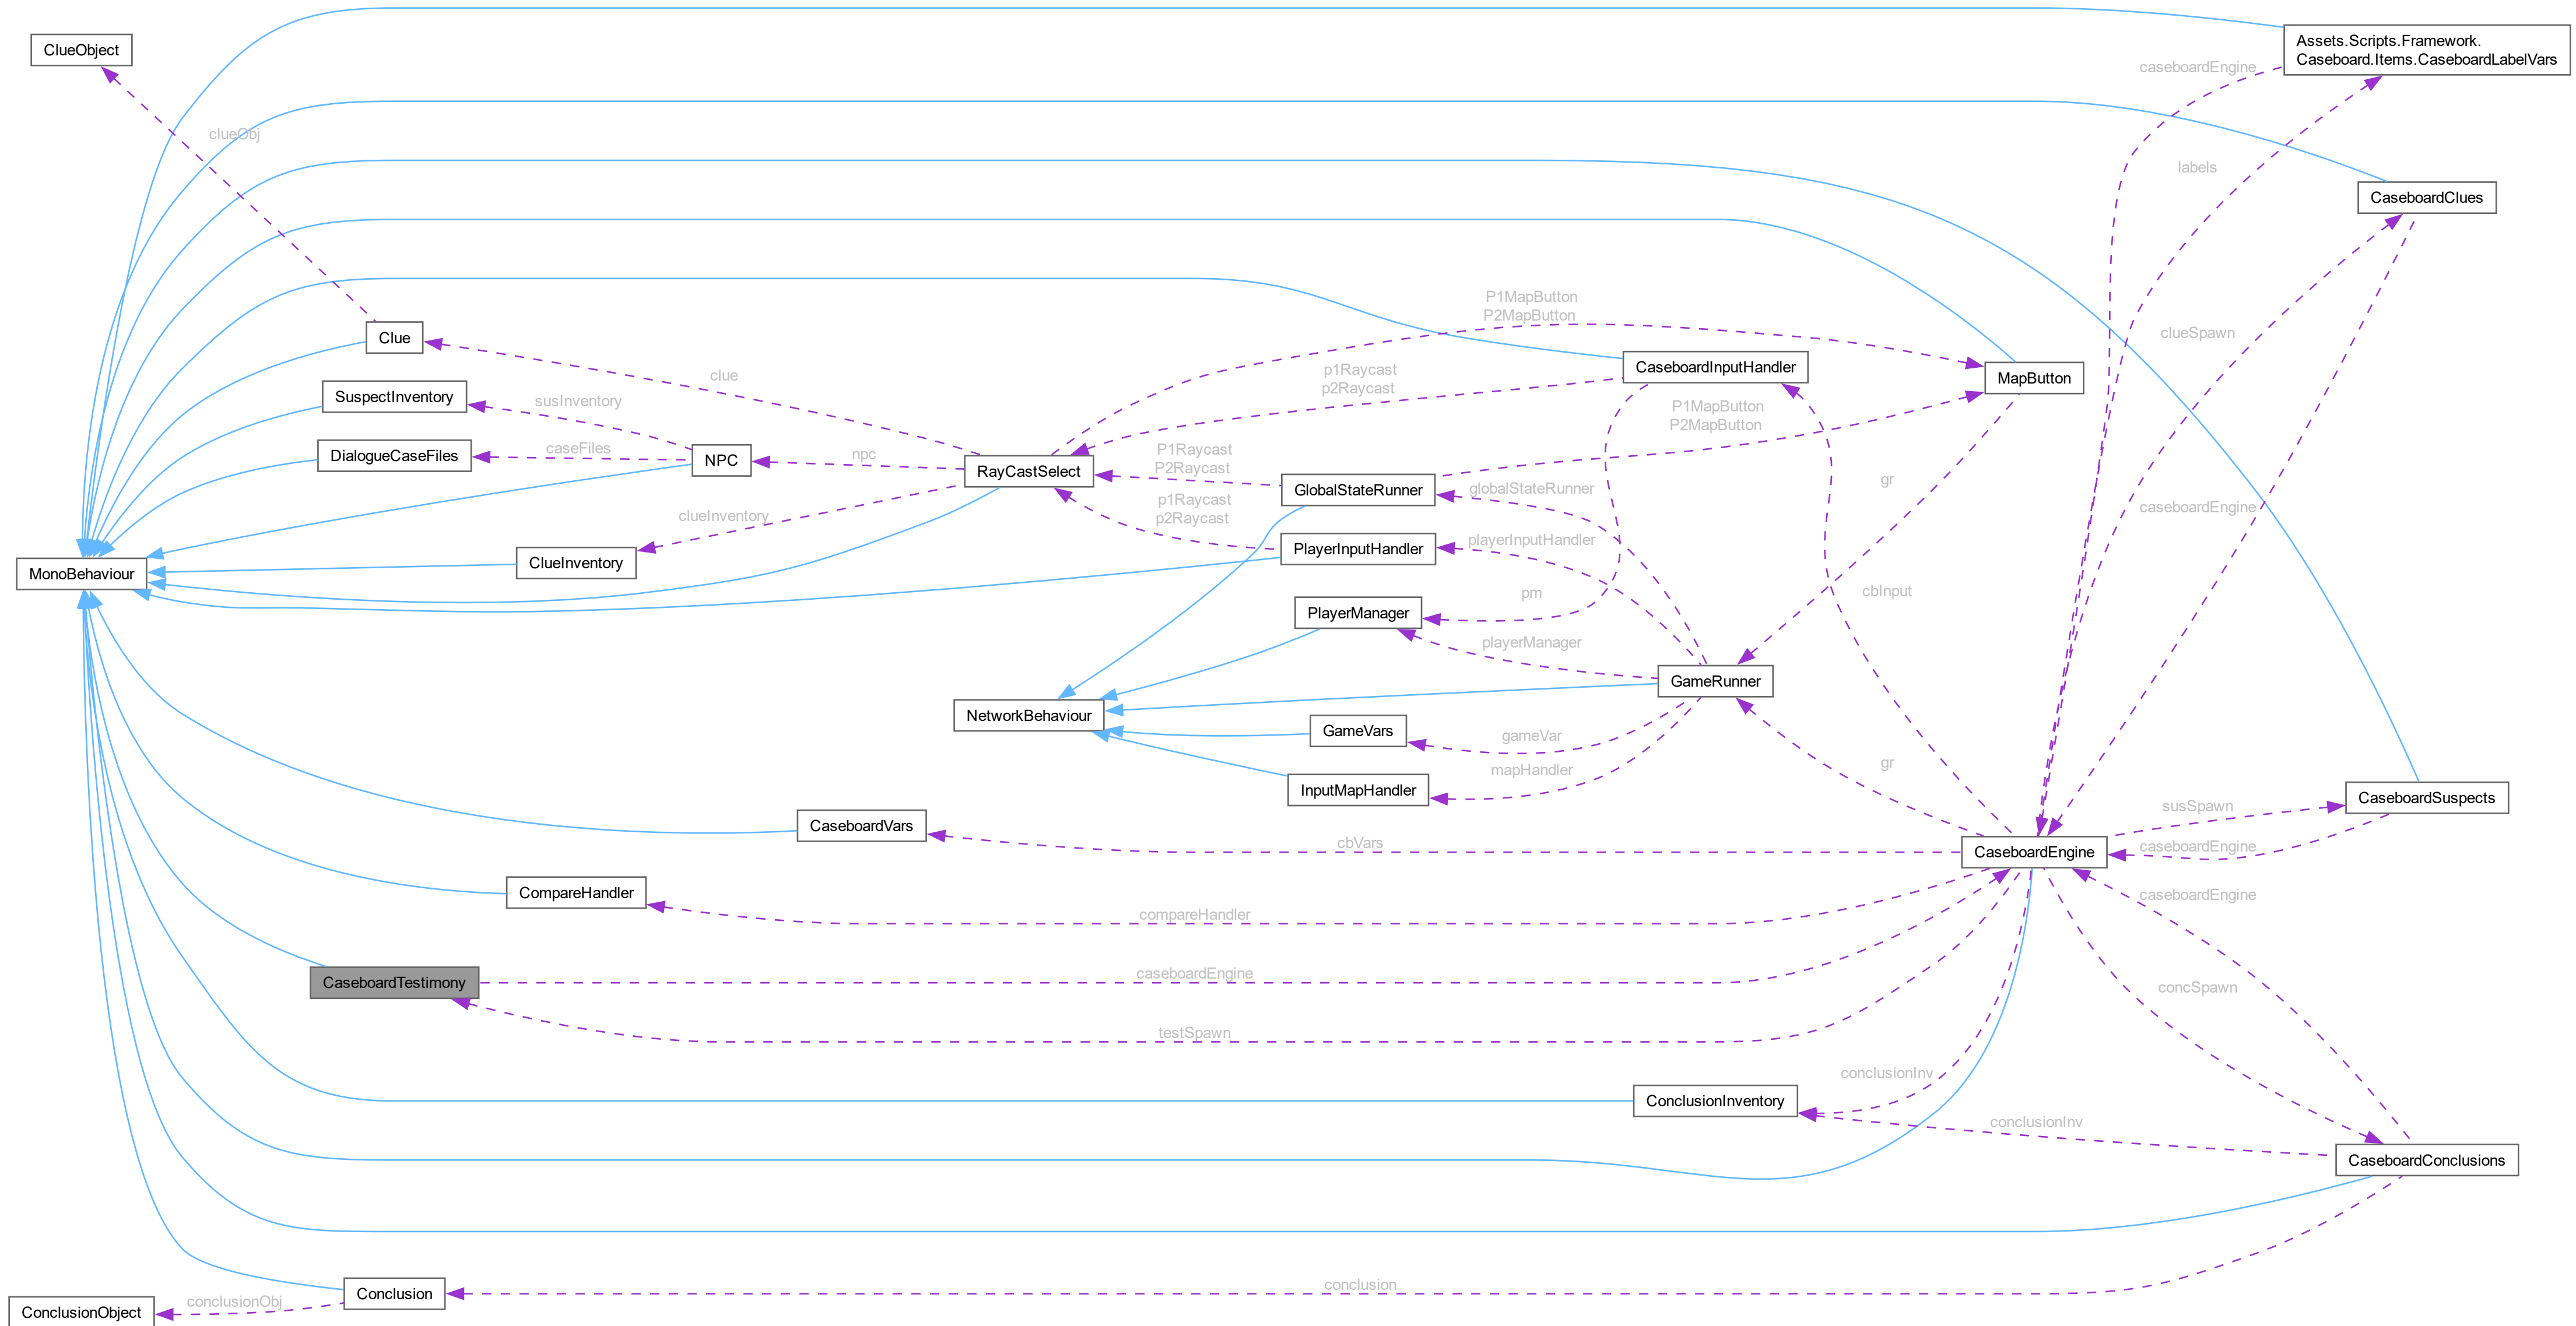 Assets.Scripts.Framework.
Caseboard.Items.CaseboardLabelVars
ClueObject
caseboardEngine
clueObj
labels
CaseboardClues
P1MapButton
P2MapButton
clueSpawn
Clue
CaseboardInputHandler
p1Raycast
p2Raycast
MapButton
clue
SuspectInventory
susInventory
P1MapButton
P2MapButton
DialogueCaseFiles
caseFiles
NPC
npc
RayCastSelect
P1Raycast
P2Raycast
GlobalStateRunner
globalStateRunner
gr
caseboardEngine
clueInventory
p1Raycast
p2Raycast
PlayerInputHandler
playerInputHandler
ClueInventory
MonoBehaviour
pm
cbInput
PlayerManager
playerManager
GameRunner
NetworkBehaviour
GameVars
gameVar
mapHandler
gr
InputMapHandler
CaseboardSuspects
susSpawn
CaseboardVars
cbVars
CaseboardEngine
caseboardEngine
CompareHandler
compareHandler
caseboardEngine
CaseboardTestimony
caseboardEngine
concSpawn
testSpawn
conclusionInv
ConclusionInventory
conclusionInv
CaseboardConclusions
Conclusion
conclusion
ConclusionObject
conclusionObj